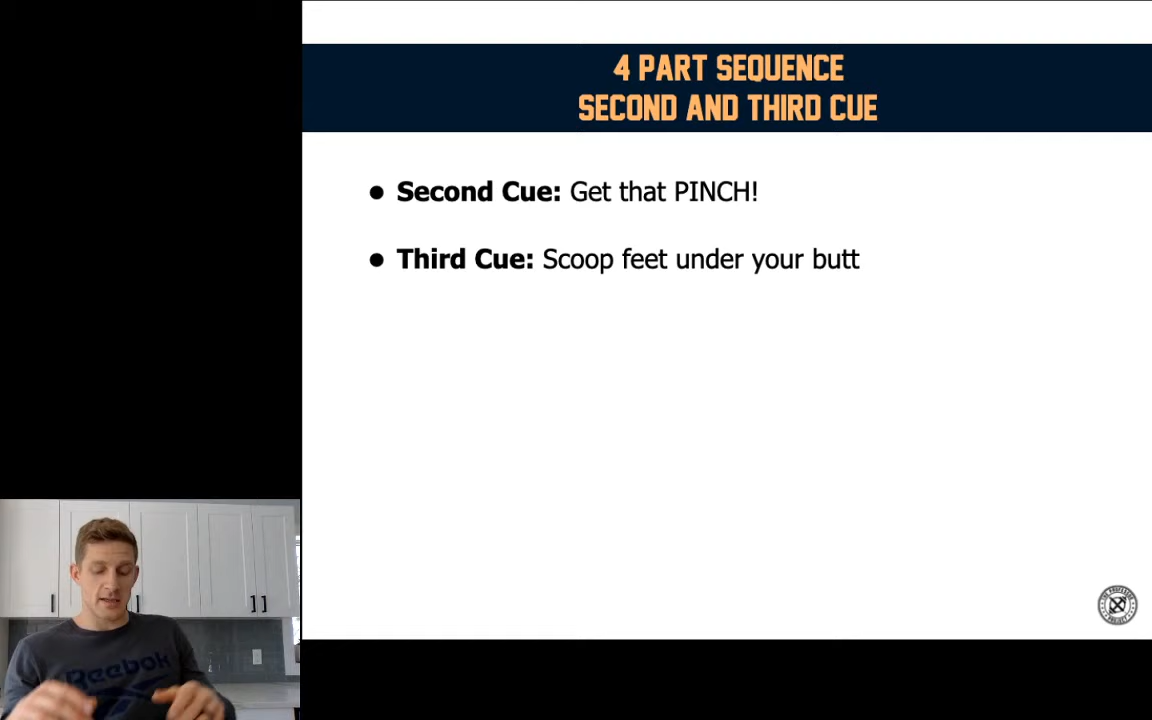 4 PART SEQUENCE
SECOND AND THIRD CUE
● Second Cue: Get that PINCH!
● Third Cue: Scoop feet under your butt
Reebok